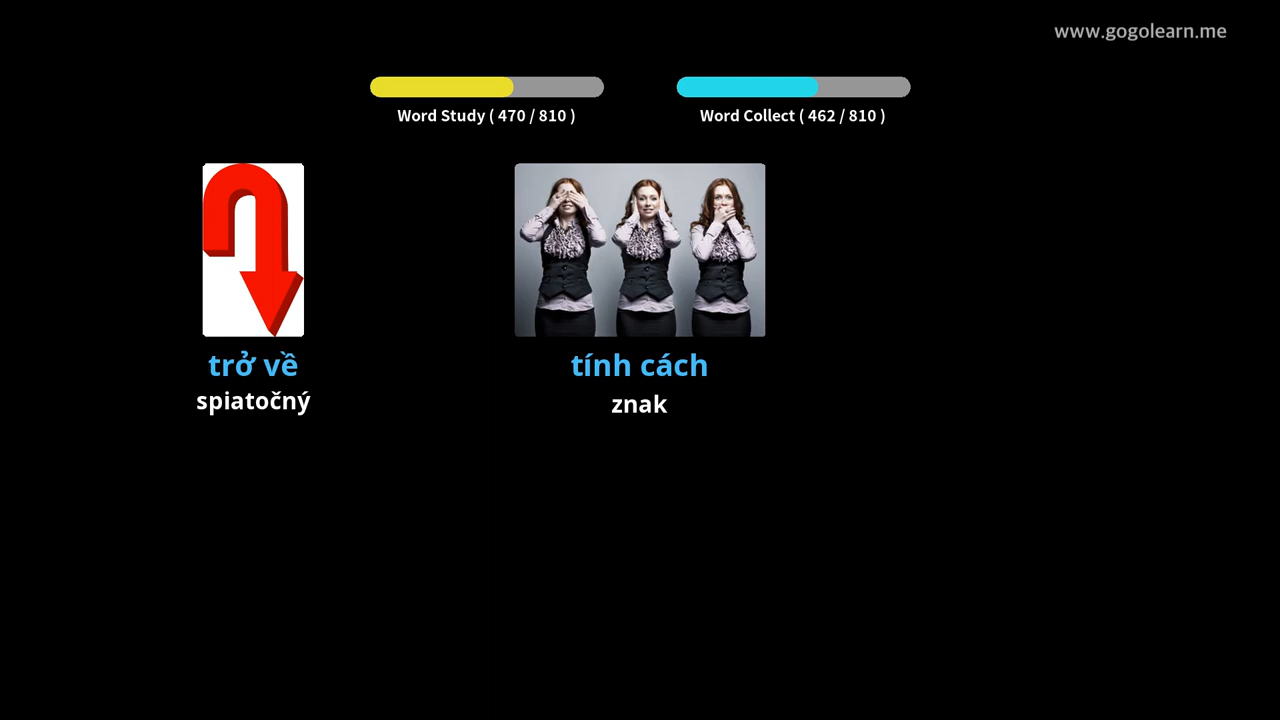 www.gogolearn.me
Word Study ( 470 / 810 )
Word Collect ( 462 / 810 )
trở về
spiatočný
tính cách
znak